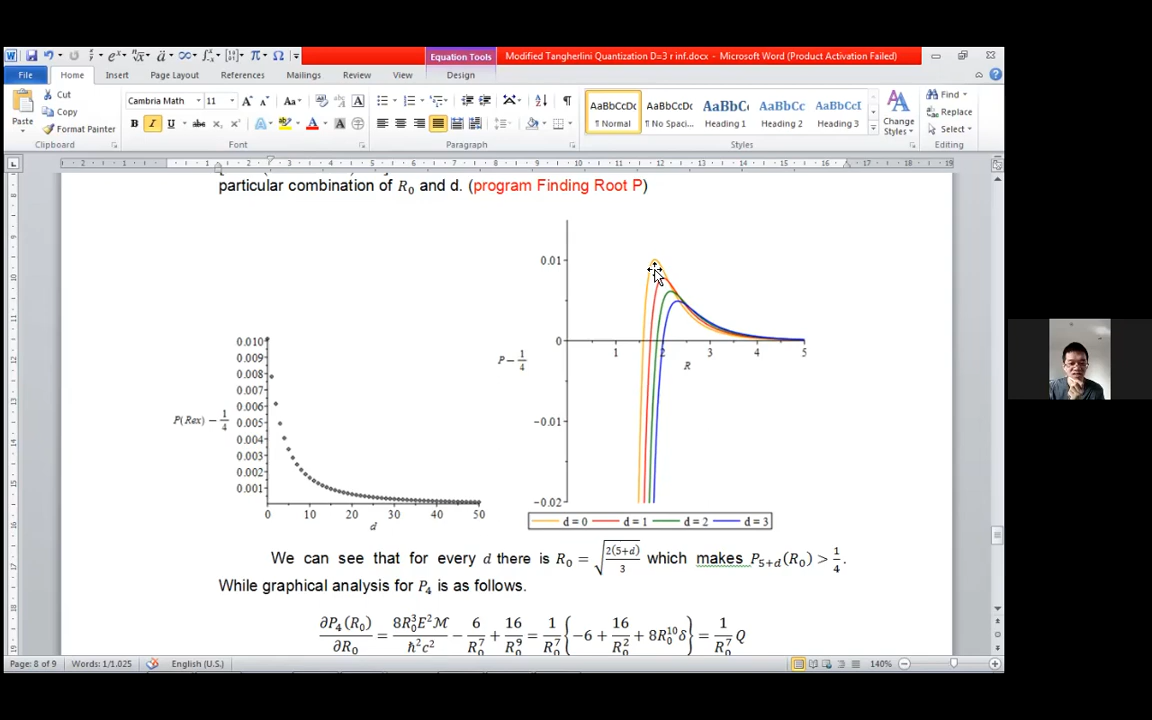 Equation Tools
Modified Tangherlini Quantization D=3 r inf.docx - Microsoft Word (Product Activation Failed)
File Home Insert Page Layout References Mailings Review View Design
Paste
Cut
Copy
Format Painter
Clipboard
Cambria Math 11
Font
Paragraph
AaBbCcDc AaBbCcDc AaBbCc AaBbCc AaBbCcI
¶ Normal ¶ No Spaci... Heading 1 Heading 2 Heading 3
Change Styles
Styles
Find
Replace
Select
Editing
particular combination of R₀ and d. (program Finding Root P)
P(Rex) − 1/4
0.010
0.009
0.008
0.007
0.006
0.005
0.004
0.003
0.002
0.001
0 10 20 30 40 50
d
P − 1/4
0.01
0
−0.01
−0.02
1 2 3 4 5
R
d = 0 d = 1 d = 2 d = 3
We can see that for every d there is R₀ = √(2(5+d)/3) which makes P₅₊d(R₀) > 1/4.
While graphical analysis for P₄ is as follows.
∂P₄(R₀)/∂R₀ = 8R₀³E²ℳ/ℏ²c² − 6/R₀⁷ + 16/R₀⁹ = 1/R₀⁷ {−6 + 16/R₀² + 8R₀¹⁰δ} = 1/R₀⁷ Q
Page: 8 of 9 Words: 1/1.025 English (U.S.) 140%